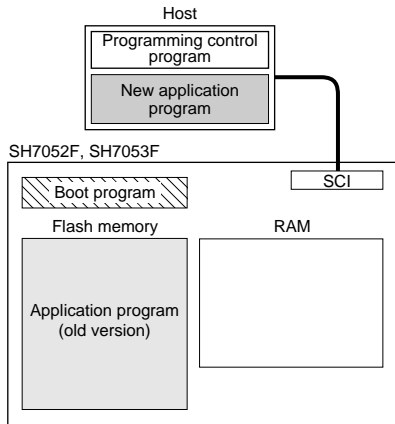 Host
Programming control
program
New application
program
SH7052F, SH7053F
SCI
Boot program
Flash memory
RAM
Application program
(old version)